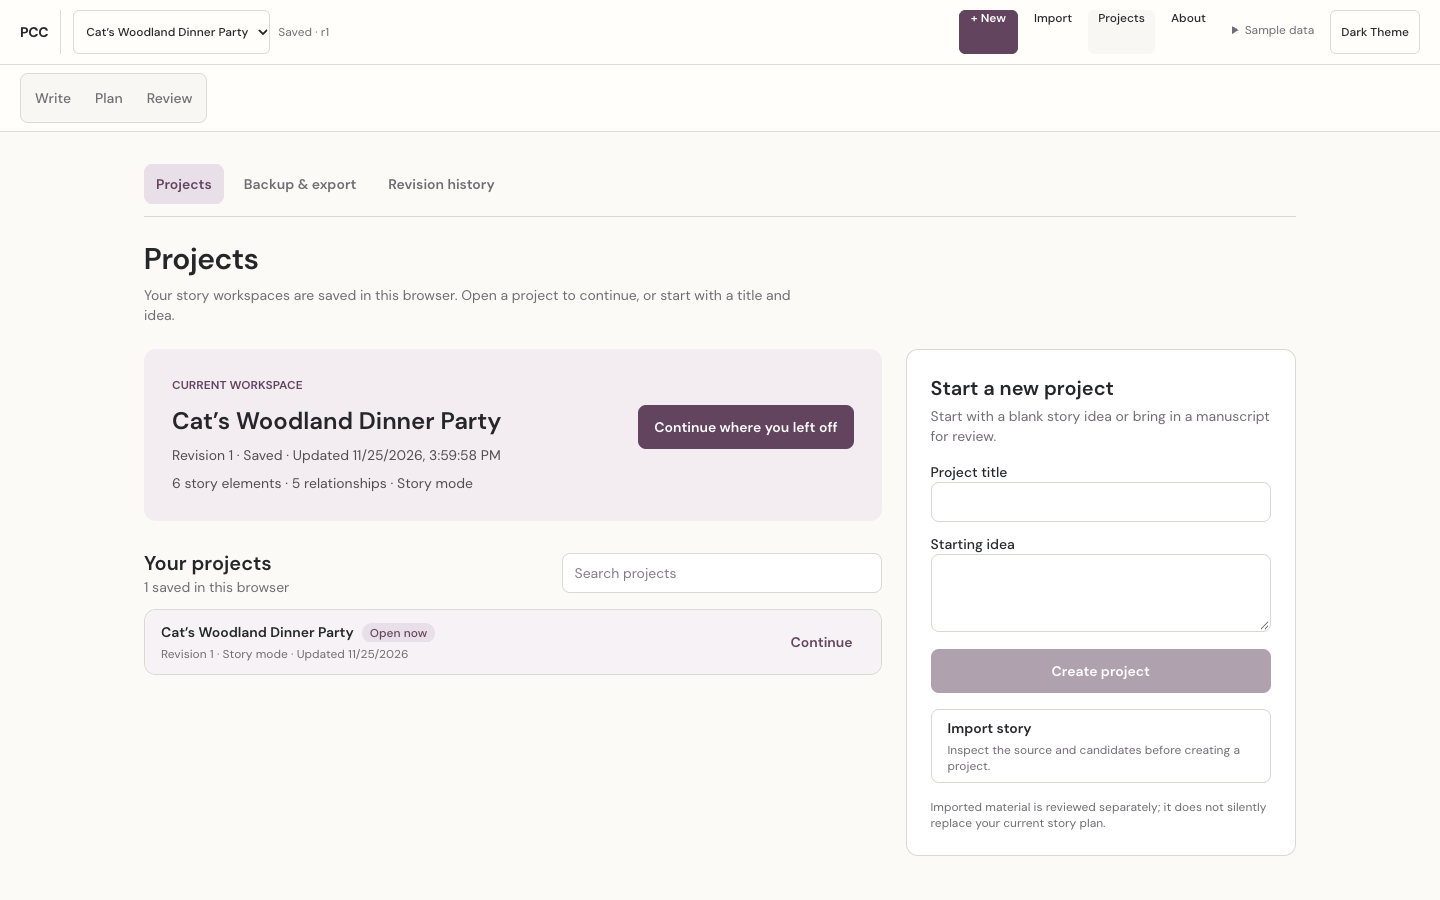 PCC
Cat’s Woodland Dinner Party
Saved · r1
+ New
Import
Projects
About
Sample data
Dark Theme
Write
Plan
Review
Projects
Backup & export
Revision history
Projects
Your story workspaces are saved in this browser. Open a project to continue, or start with a title and
idea.
CURRENT WORKSPACE
Cat’s Woodland Dinner Party
Revision 1 · Saved · Updated 11/25/2026, 3:59:58 PM
6 story elements · 5 relationships · Story mode
Continue where you left off
Your projects
1 saved in this browser
Search projects
Cat’s Woodland Dinner Party
Open now
Revision 1 · Story mode · Updated 11/25/2026
Continue
Start a new project
Start with a blank story idea or bring in a manuscript
for review.
Project title
Starting idea
Create project
Import story
Inspect the source and candidates before creating a
project.
Imported material is reviewed separately; it does not silently
replace your current story plan.